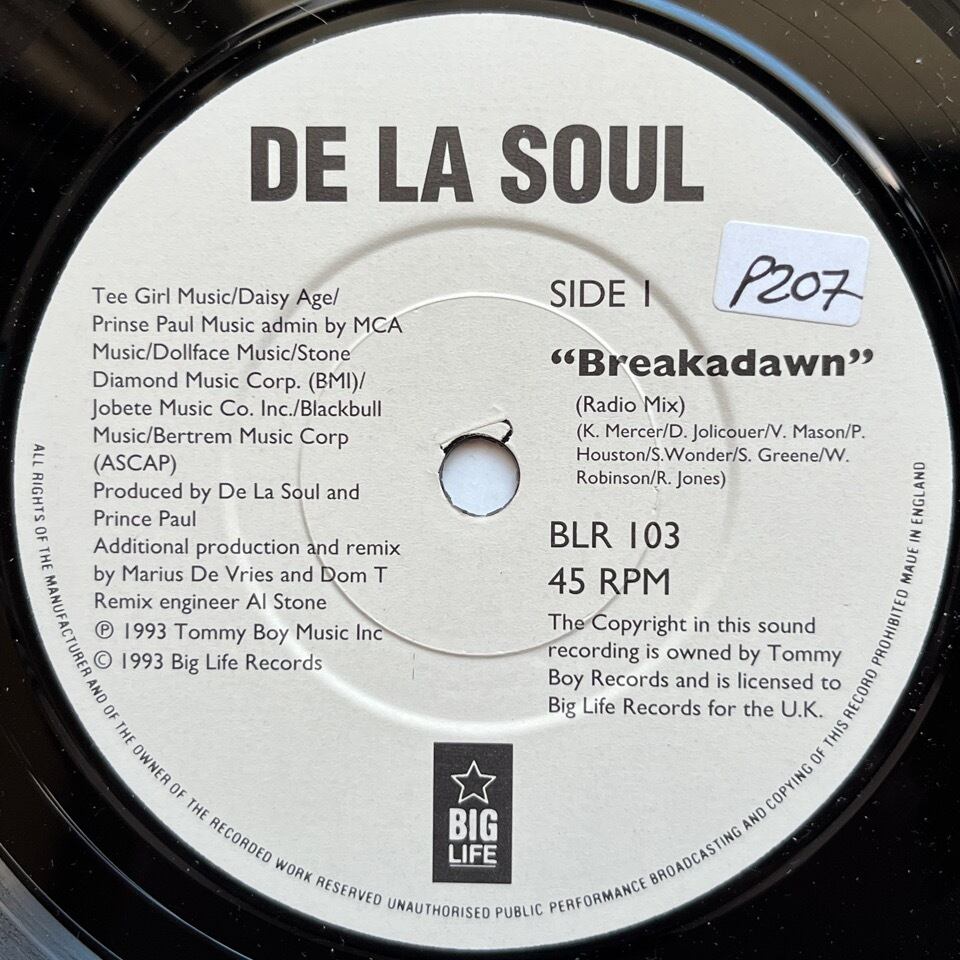 DE LA SOUL
Tee Girl Music/Daisy Age/
Prinse Paul Music admin by MCA
Music/Dollface Music/Stone
Diamond Music Corp. (BMI)/
Jobete Music Co. Inc./Blackbull
Music/Bertrem Music Corp
(ASCAP)
Produced by De La Soul and
Prince Paul
Additional production and remix
by Marius De Vries and Dom T
Remix engineer Al Stone
℗ 1993 Tommy Boy Music Inc
© 1993 Big Life Records
SIDE 1
P207
“Breakadawn”
(Radio Mix)
(K. Mercer/D. Jolicouer/V. Mason/P.
Houston/S.Wonder/S. Greene/W.
Robinson/R. Jones)
BLR 103
45 RPM
The Copyright in this sound
recording is owned by Tommy
Boy Records and is licensed to
Big Life Records for the U.K.
BIG
LIFE
ALL RIGHTS OF THE MANUFACTURER AND OF THE OWNER OF THE RECORDED WORK RESERVED UNAUTHORISED PUBLIC PERFORMANCE BROADCASTING AND COPYING OF THIS RECORD PROHIBITED MADE IN ENGLAND